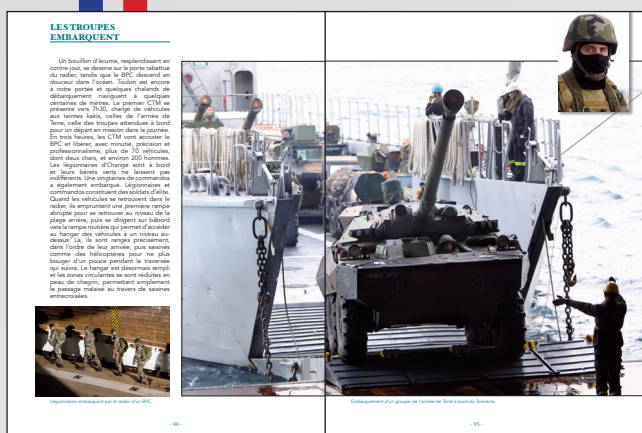 LES TROUPES
EMBARQUENT
Un bouillon d'écume, resplendissant en
contre-jour, se dessine sur la porte rabattue
du radier, tandis que le BPC descend en
douceur dans l'océan. Toulon est encore
à notre portée et quelques chalands de
débarquement naviguent à quelques
centaines de mètres. Le premier CTM se
présente vers 7h30, chargé de véhicules
aux teintes kakis, celles de l'armée de
Terre, celle des troupes attendues à bord
pour un départ en mission dans la journée.
En trois heures, les CTM vont accoster le
BPC et libérer, avec minutie, précision et
professionnalisme, plus de 70 véhicules,
dont deux chars, et environ 200 hommes.
Les légionnaires d'Orange sont à bord
et leurs bérets verts ne laissent pas
indifférents. Une vingtaines de commandos
a également embarqué. Légionnaires et
commandos constituent des soldats d'élite.
Quand les véhicules se retrouvent dans le
radier, ils empruntent une première rampe
abrupte pour se retrouver au niveau de la
plage arrière, puis se dirigent sur bâbord
vers la rampe routière qui permet d'accéder
au hangar des véhicules à un niveau au-
dessus. Là, ils sont rangés précisément,
dans l'ordre de leur arrivée, puis saisinés
comme des hélicoptères pour ne plus
bouger d'un pouce pendant la traversée
qui suivra. Le hangar est désormais rempli
et les zones circulantes se sont réduites en
peau de chagrin, permettant simplement
le passage malaisé au travers de saisines
entrecroisées.
Légionnaires embarquant par le radier d'un BPC.
- 94 -
Embarquement d'un groupe de l'armée de Terre à bord du Tonnerre.
- 95 -